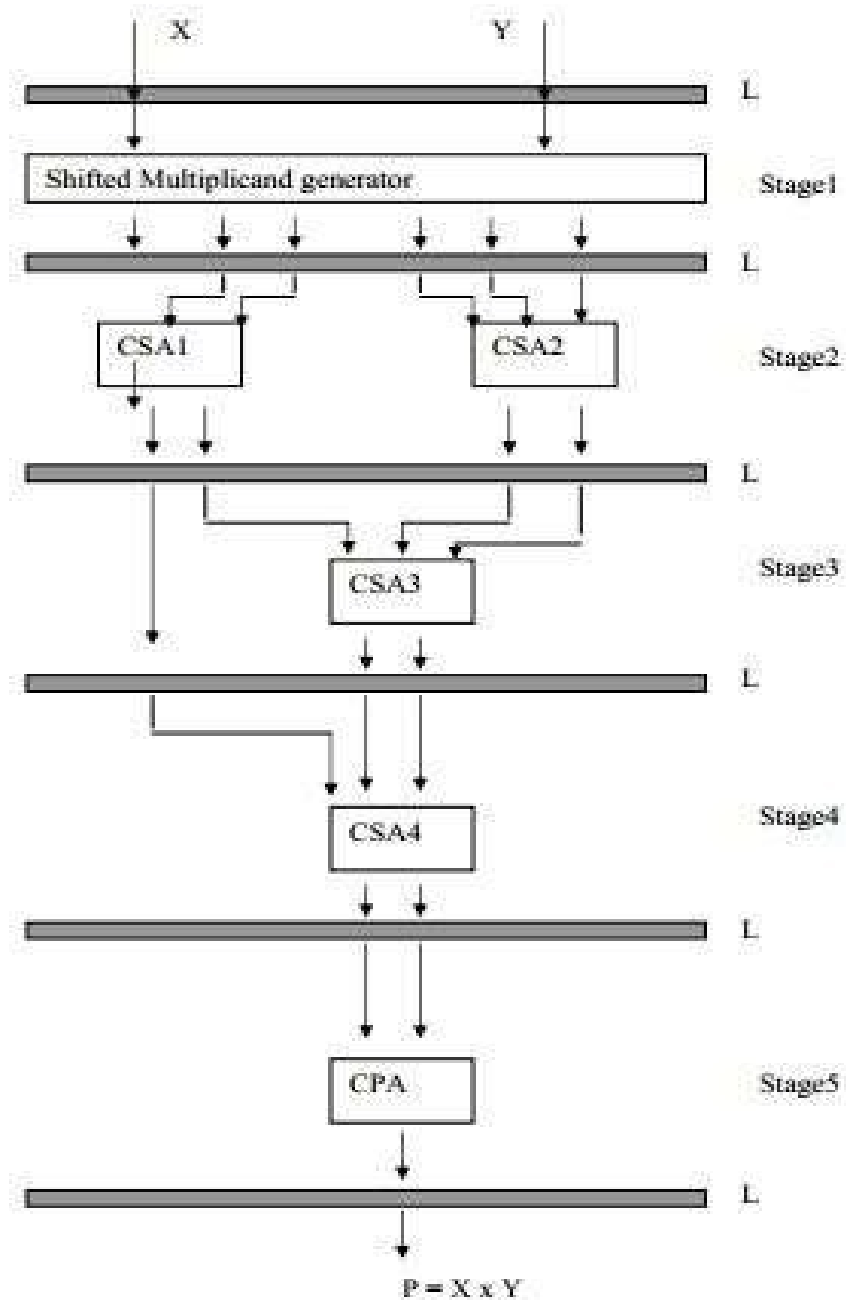 X Y
L
Shifted Multiplicand generator
Stage1
L
CSA1 CSA2
Stage2
L
CSA3
Stage3
L
CSA4
Stage4
L
CPA
Stage5
L
P = X x Y